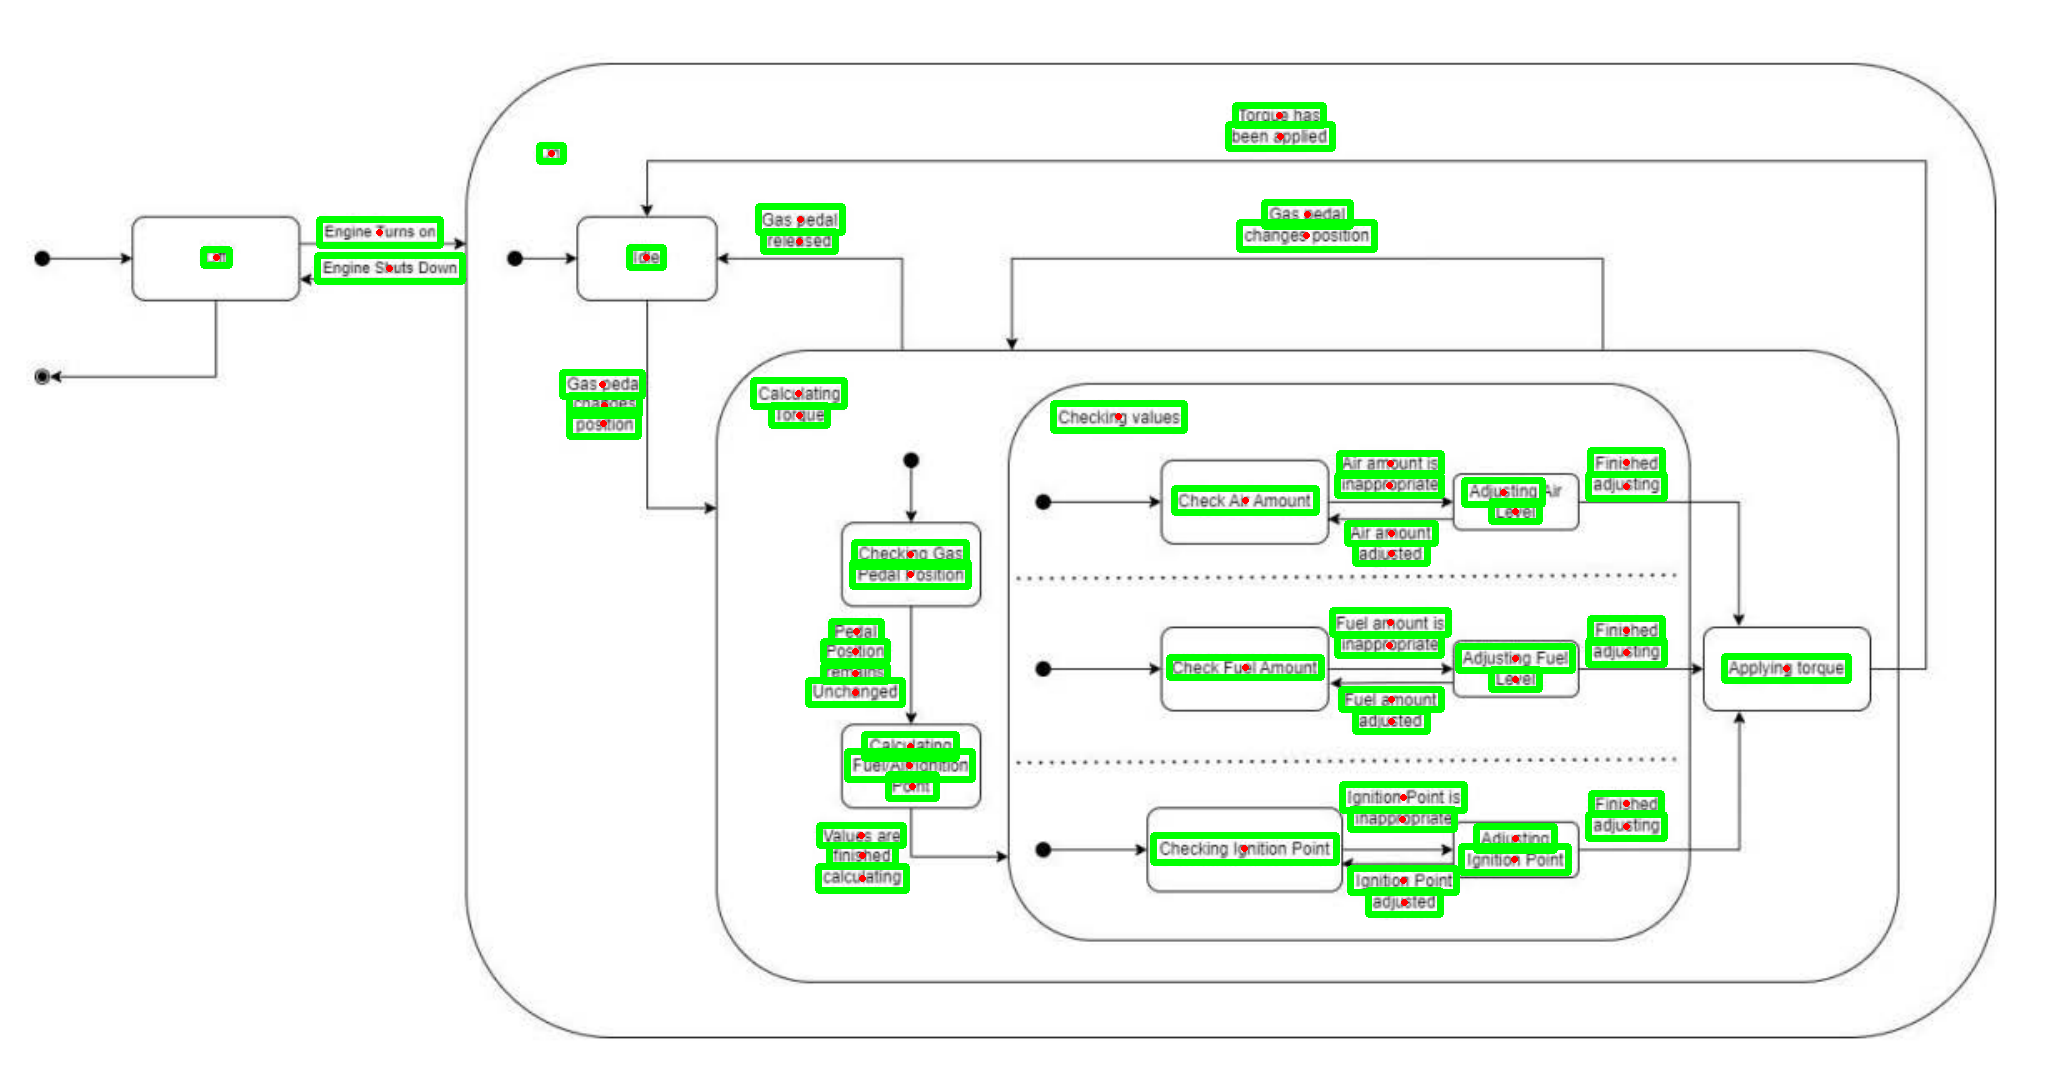 Torque has
been applied
Gas pedal
released
Gas pedal
changes position
Engine Turns on
Engine Shuts Down
Idle
Gas pedal
changes
position
Calculating
Torque
Checking values
Check Air Amount
Air amount is
inappropriate
Adjusting Air
Level
Finished
adjusting
Air amount
adjusted
Checking Gas
Pedal Position
Pedal
Position
remains
Unchanged
Check Fuel Amount
Fuel amount is
inappropriate
Adjusting Fuel
Level
Finished
adjusting
Fuel amount
adjusted
Applying torque
Calculating
Fuel/Air/Ignition
Point
Values are
finished
calculating
Checking Ignition Point
Ignition Point is
inappropriate
Adjusting
Ignition Point
Finished
adjusting
Ignition Point
adjusted